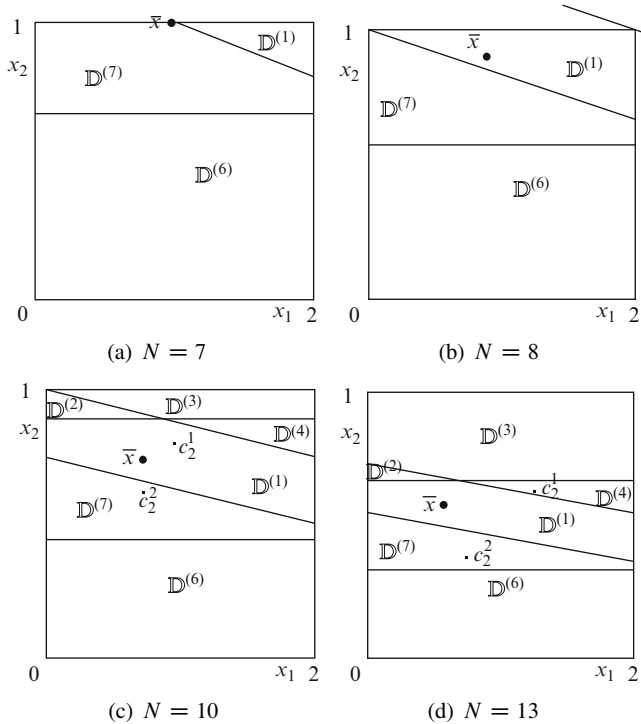 1 x̄ 𝔻(1)
x2 𝔻(7)
𝔻(6)
0 x1 2
(a) N = 7
1 x̄
x2 𝔻(1)
𝔻(7)
𝔻(6)
0 x1 2
(b) N = 8
1 𝔻(2) 𝔻(3)
x2 𝔻(4)
c₂¹
x̄
𝔻(1)
c₂²
𝔻(7)
𝔻(6)
0 x1 2
(c) N = 10
1
x2 𝔻(3)
𝔻(2)
c₂¹ 𝔻(4)
x̄
𝔻(1)
𝔻(7) c₂²
𝔻(6)
0 x1 2
(d) N = 13